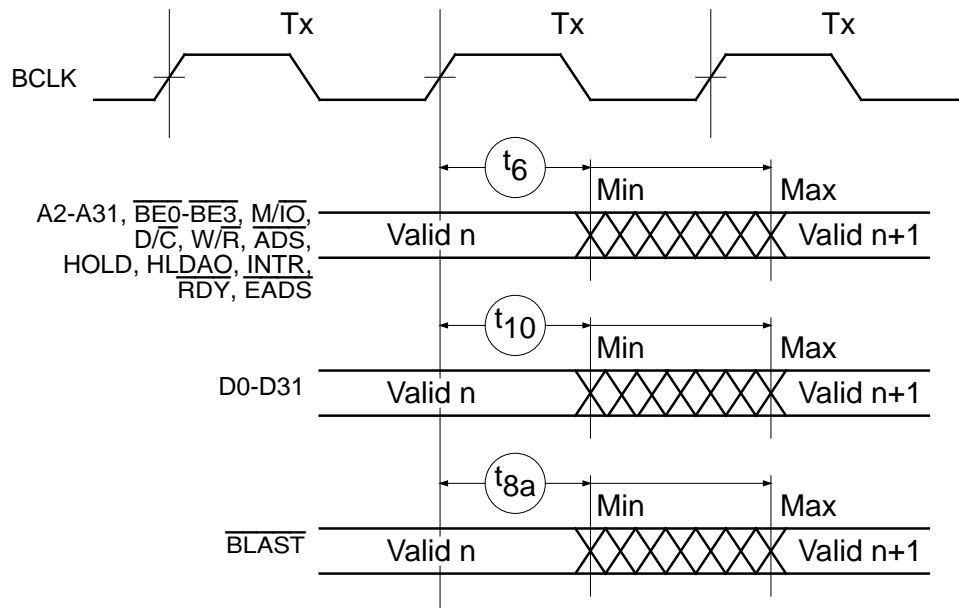 Tx Tx Tx
BCLK
t6
Min Max
A2-A31, BE0-BE3, M/IO,
D/C, W/R, ADS,
HOLD, HLDAO, INTR,
RDY, EADS
Valid n Valid n+1
t10
Min Max
D0-D31
Valid n Valid n+1
t8a
Min Max
BLAST
Valid n Valid n+1